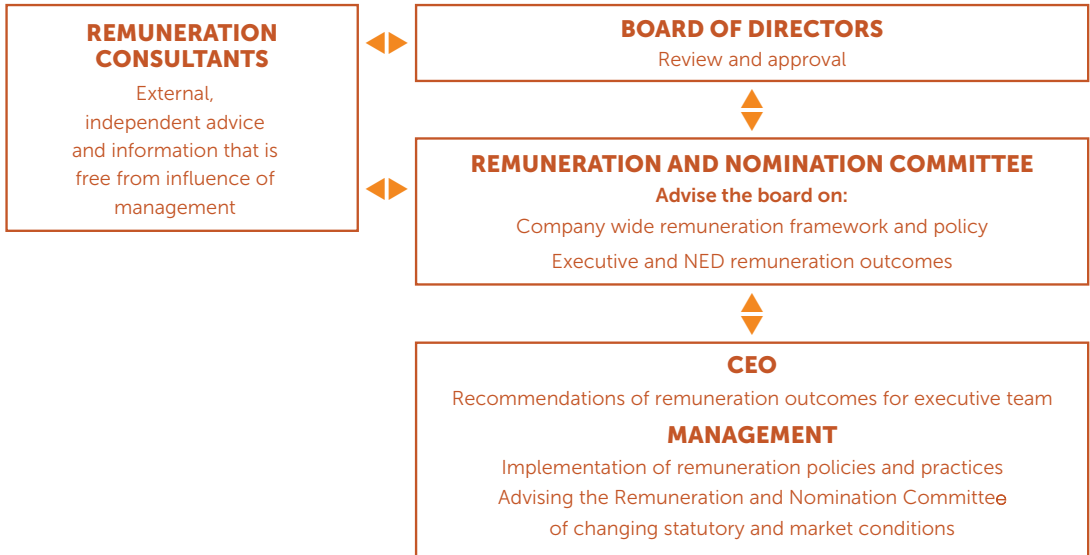 REMUNERATION
CONSULTANTS
External,
independent advice
and information that is
free from influence of
management
BOARD OF DIRECTORS
Review and approval
REMUNERATION AND NOMINATION COMMITTEE
Advise the board on:
Company wide remuneration framework and policy
Executive and NED remuneration outcomes
CEO
Recommendations of remuneration outcomes for executive team
MANAGEMENT
Implementation of remuneration policies and practices
Advising the Remuneration and Nomination Committee
of changing statutory and market conditions